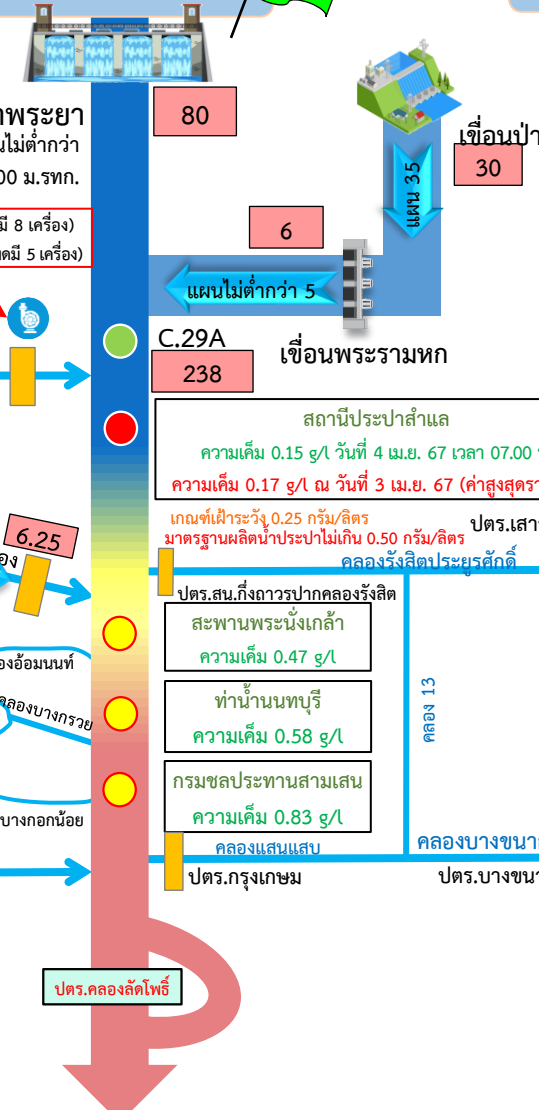 80
พระยา
ไม่ต่ำกว่า
ม.รทก.
เขื่อนป่า
30
แผน 35
มี 8 เครื่อง)
มี 5 เครื่อง)
6
แผนไม่ต่ำกว่า 5
C.29A
238
เขื่อนพระรามหก
สถานีประปาสำแล
ความเค็ม 0.15 g/l วันที่ 4 เม.ย. 67 เวลา 07.00
ความเค็ม 0.17 g/l ณ วันที่ 3 เม.ย. 67 (ค่าสูงสุดรา
เกณฑ์เฝ้าระวัง 0.25 กรัม/ลิตร
มาตรฐานผลิตน้ำประปาไม่เกิน 0.50 กรัม/ลิตร
ปตร.เสา
6.25
อง
คลองรังสิตประยูรศักดิ์
ปตร.สน.กึ่งถาวรปากคลองรังสิต
สะพานพระนั่งเกล้า
ความเค็ม 0.47 g/l
องอ้อมนนท์
คลองบางกรวย
ท่าน้ำนนทบุรี
ความเค็ม 0.58 g/l
คลอง 13
กรมชลประทานสามเสน
ความเค็ม 0.83 g/l
บางกอกน้อย
คลองแสนแสบ
คลองบางขนา
ปตร.กรุงเกษม
ปตร.บางขนา
ปตร.คลองลัดโพธิ์